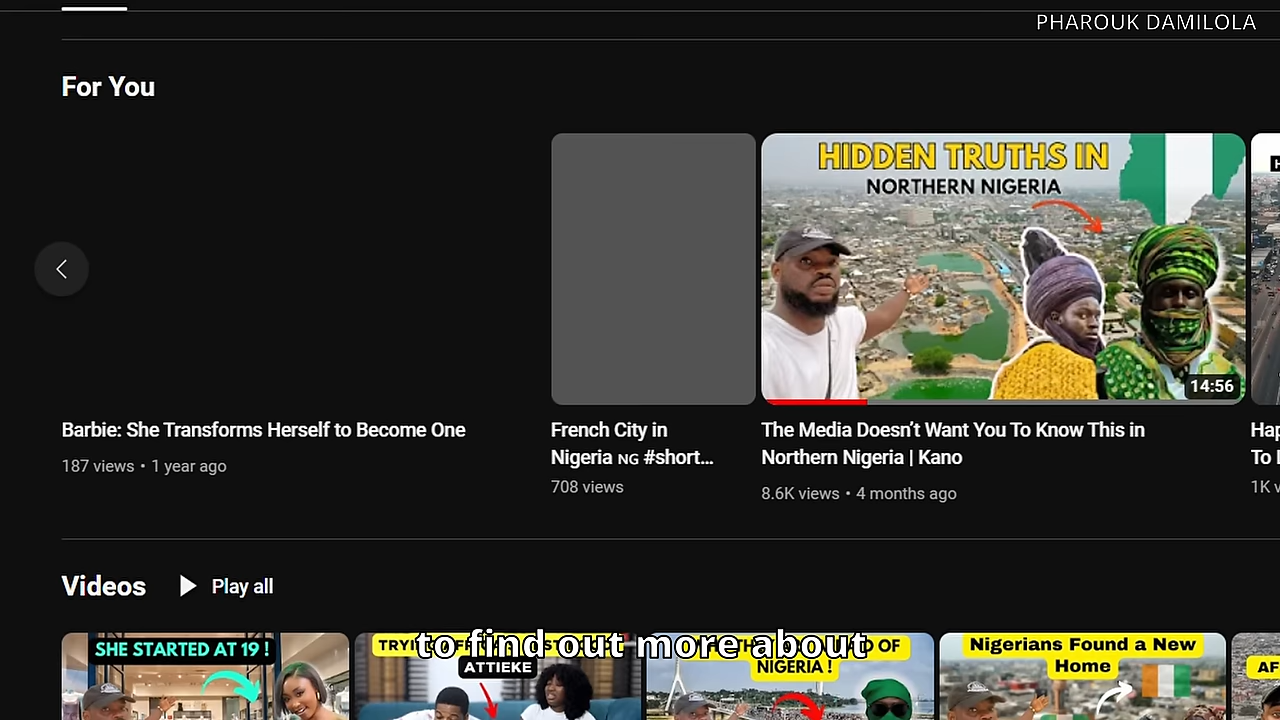 PHAROUK DAMILOLA
For You
HIDDEN TRUTHS IN
NORTHERN NIGERIA
14:56
Barbie: She Transforms Herself to Become One
187 views • 1 year ago
French City in
Nigeria NG #short...
708 views
The Media Doesn’t Want You To Know This in
Northern Nigeria | Kano
8.6K views • 4 months ago
Videos
Play all
to find out more about
SHE STARTED AT 19 !
ATTIEKE
NIGERIA !
Nigerians Found a New
Home